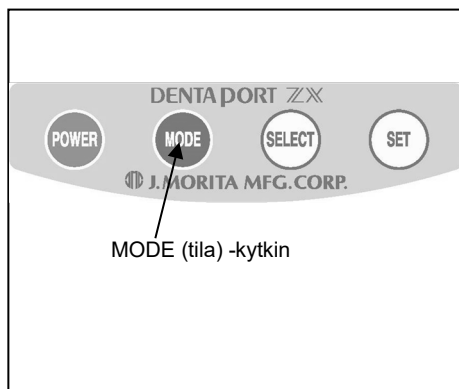 DENTAPORT ZX
POWER MODE SELECT SET
J.MORITA MFG.CORP.
MODE (tila) -kytkin